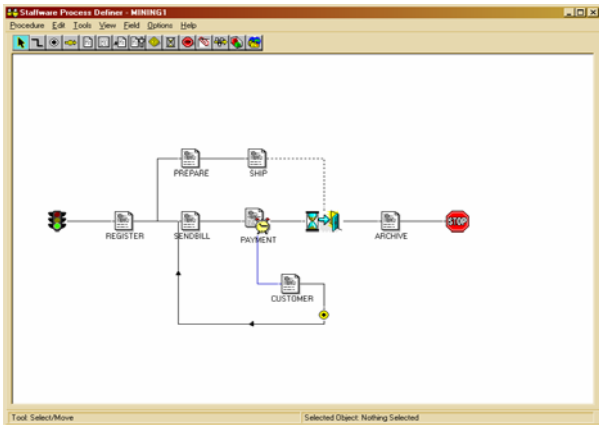 Staffware Process Definer - MINING1
Procedure Edit Tools View Field Options Help
PREPARE SHIP
REGISTER SENDBILL PAYMENT ARCHIVE STOP
CUSTOMER
Tool: Select/Move Selected Object: Nothing Selected